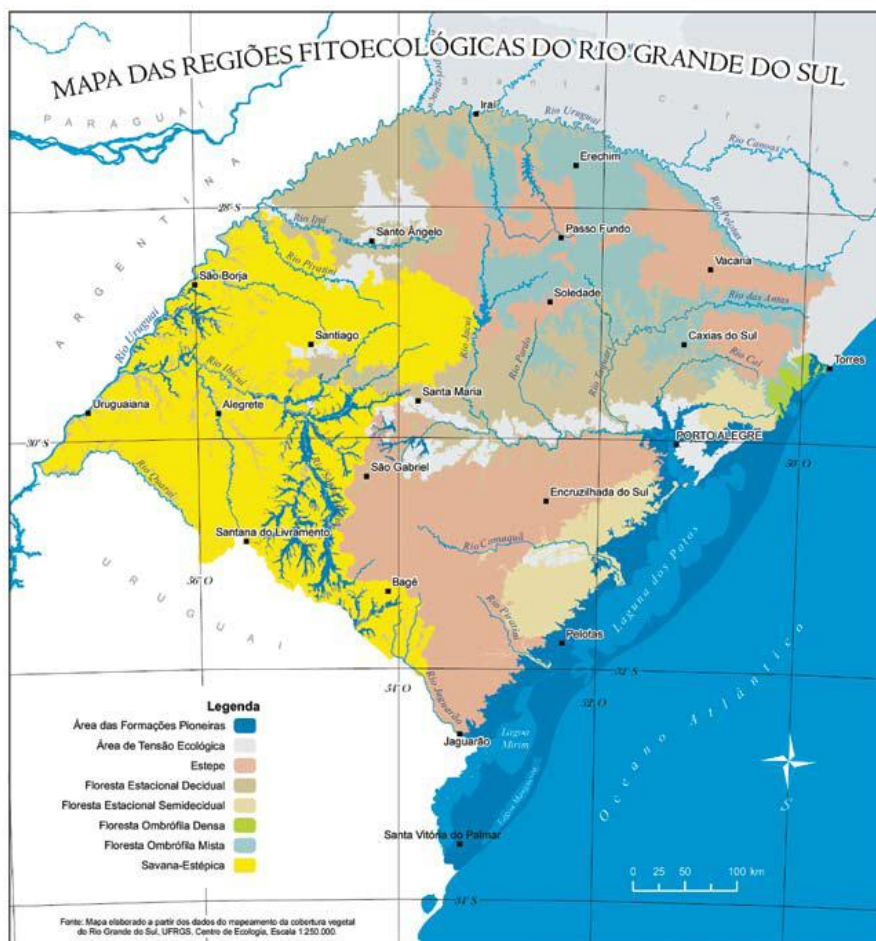 MAPA DAS REGIÕES FITOECOLÓGICAS DO RIO GRANDE DO SUL
PARAGUAI
Santa Catarina
ARGENTINA
Iraí
Rio Uruguai
Rio Canoas
Erechim
Rio Pelotas
28° S
Rio Ijuí
Santo Ângelo
Passo Fundo
Rio Piratini
Vacaria
São Borja
Soledade
Rio das Antas
Rio Uruguai
Santiago
Rio Jacuí
Rio Pardo
Caxias do Sul
Rio Taquari
Rio Caí
Torres
Rio Ibicuí
Santa Maria
Uruguaiana
Alegrete
30° S
PORTO ALEGRE
50° O
São Gabriel
Rio Quaraí
Encruzilhada do Sul
Santana do Livramento
Rio Camaquã
URUGUAI
56° O
Bagé
Laguna dos Patos
Rio Piratini
Pelotas
32° S
54° O
52° O
Rio Jaguarão
Oceano Atlântico
Legenda
Área das Formações Pioneiras
Área de Tensão Ecológica
Estepe
Floresta Estacional Decidual
Floresta Estacional Semidecidual
Floresta Ombrófila Densa
Floresta Ombrófila Mista
Savana-Estépica
Lagoa Mirim
Jaguarão
Lagoa Mangueira
Santa Vitória do Palmar
0 25 50 100 km
34° S
Fonte: Mapa elaborado a partir dos dados do mapeamento da cobertura vegetal
do Rio Grande do Sul, UFRGS. Centro de Ecologia, Escala 1:250.000.